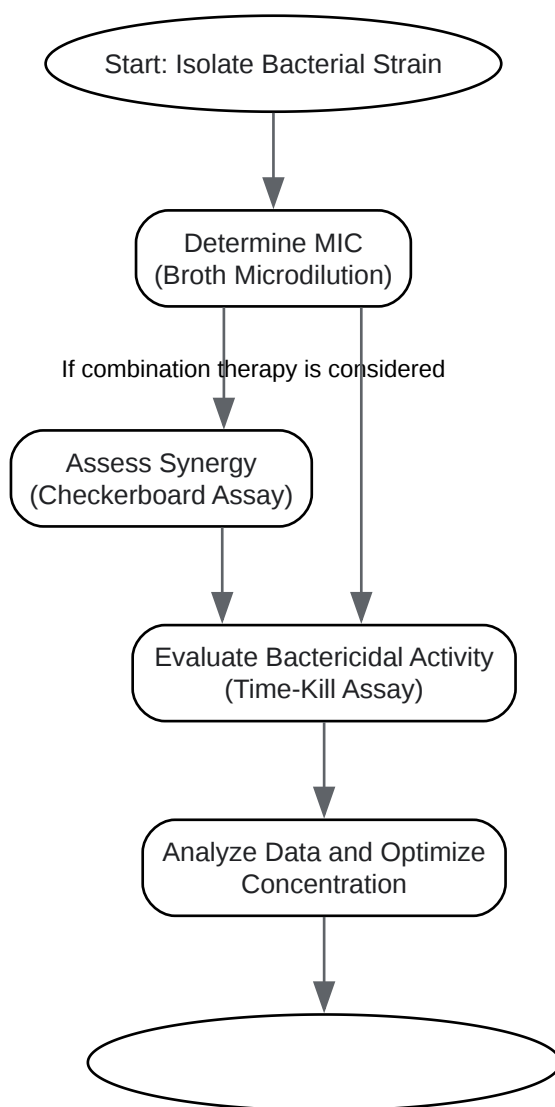 Start: Isolate Bacterial Strain
Determine MIC
(Broth Microdilution)
If combination therapy is considered
Assess Synergy
(Checkerboard Assay)
Evaluate Bactericidal Activity
(Time-Kill Assay)
Analyze Data and Optimize
Concentration